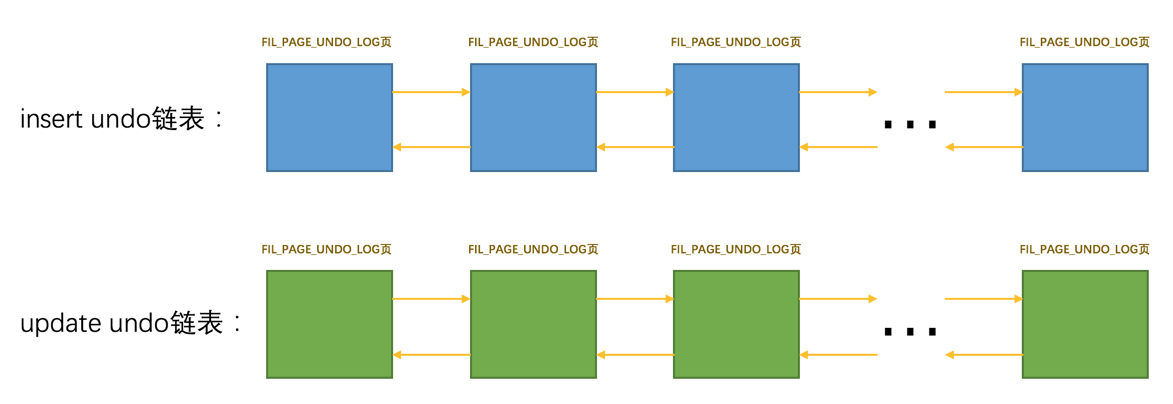 FIL_PAGE_UNDO_LOG页 FIL_PAGE_UNDO_LOG页 FIL_PAGE_UNDO_LOG页 FIL_PAGE_UNDO_LOG页
insert undo链表：
...
FIL_PAGE_UNDO_LOG页 FIL_PAGE_UNDO_LOG页 FIL_PAGE_UNDO_LOG页 FIL_PAGE_UNDO_LOG页
update undo链表：
...